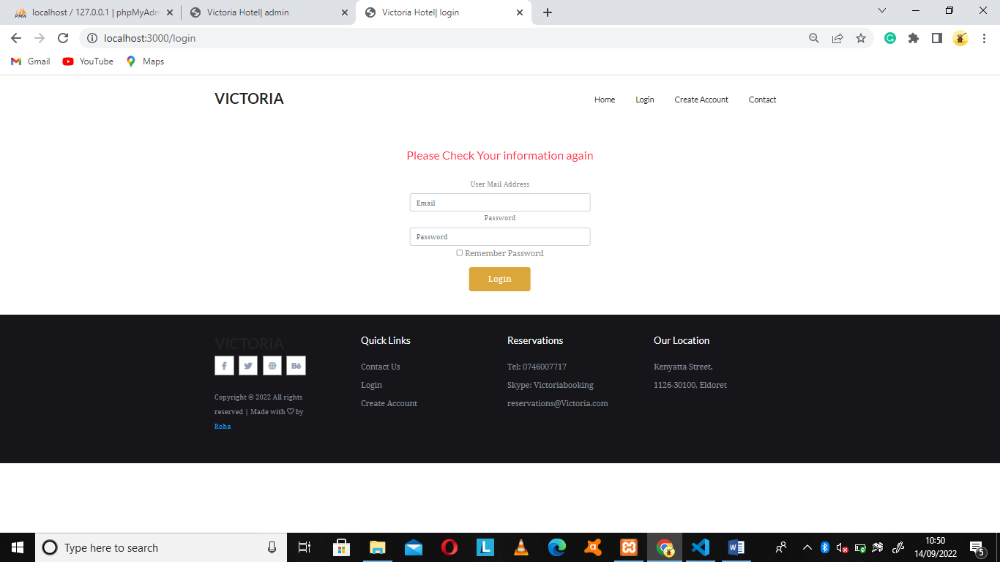 localhost / 127.0.0.1 | phpMyAdm
Victoria Hotel| admin
Victoria Hotel| login
localhost:3000/login
Gmail
YouTube
Maps
VICTORIA
Home
Login
Create Account
Contact
Please Check Your information again
User Mail Address
Email
Password
Password
Remember Password
Login
VICTORIA
Copyright © 2022 All rights
reserved | Made with ♡ by
Roha
Quick Links
Contact Us
Login
Create Account
Reservations
Tel: 0746007717
Skype: Victoriabooking
reservations@Victoria.com
Our Location
Kenyatta Street,
1126-30100, Eldoret
Type here to search
10:50
14/09/2022
5